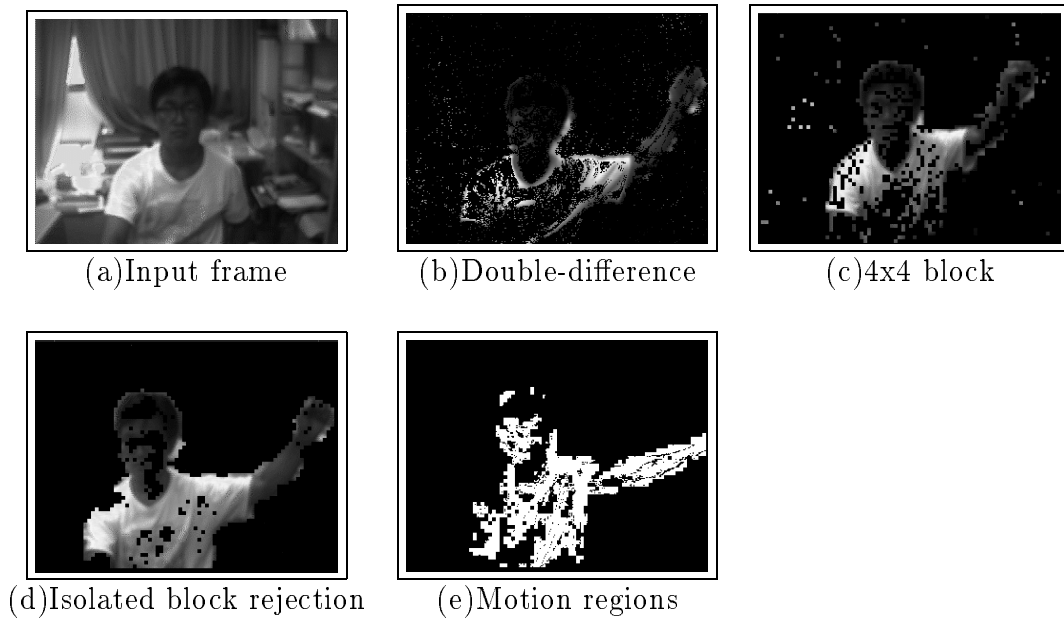 (a)Input frame
(b)Double-difference
(c)4x4 block
(d)Isolated block rejection
(e)Motion regions